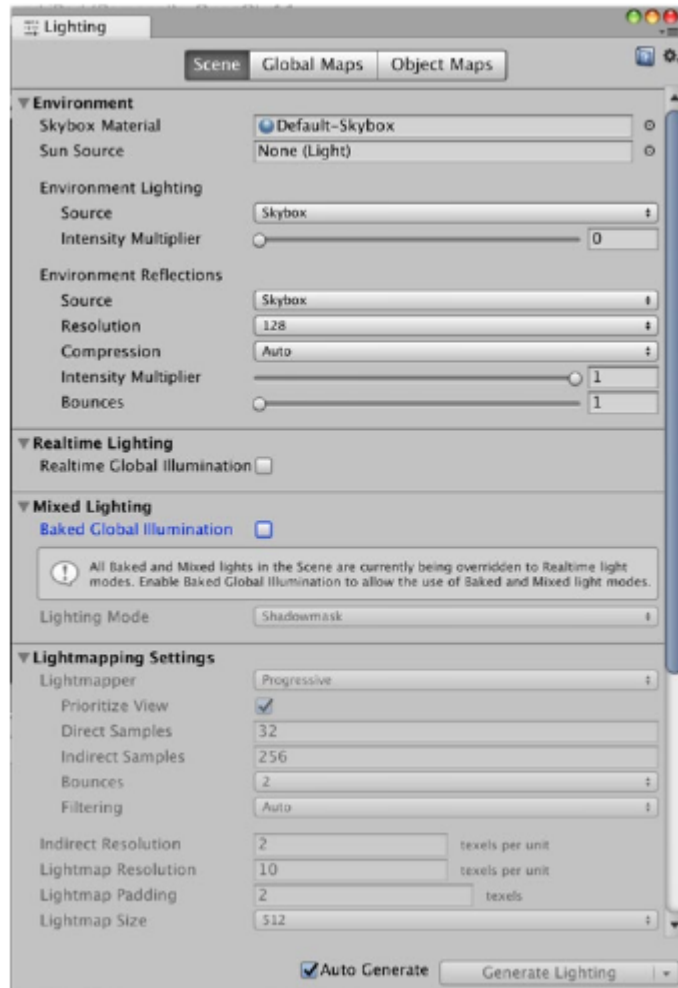 Lighting
Scene Global Maps Object Maps
Environment
Skybox Material Default-Skybox
Sun Source None (Light)
Environment Lighting
Source Skybox
Intensity Multiplier 0
Environment Reflections
Source Skybox
Resolution 128
Compression Auto
Intensity Multiplier 1
Bounces 1
Realtime Lighting
Realtime Global Illumination
Mixed Lighting
Baked Global Illumination
All Baked and Mixed lights in the Scene are currently being overridden to Realtime light
modes. Enable Baked Global Illumination to allow the use of Baked and Mixed light modes.
Lighting Mode Shadowmask
Lightmapping Settings
Lightmapper Progressive
Prioritize View
Direct Samples 32
Indirect Samples 256
Bounces 2
Filtering Auto
Indirect Resolution 2 texels per unit
Lightmap Resolution 10 texels per unit
Lightmap Padding 2 texels
Lightmap Size 512
Auto Generate Generate Lighting